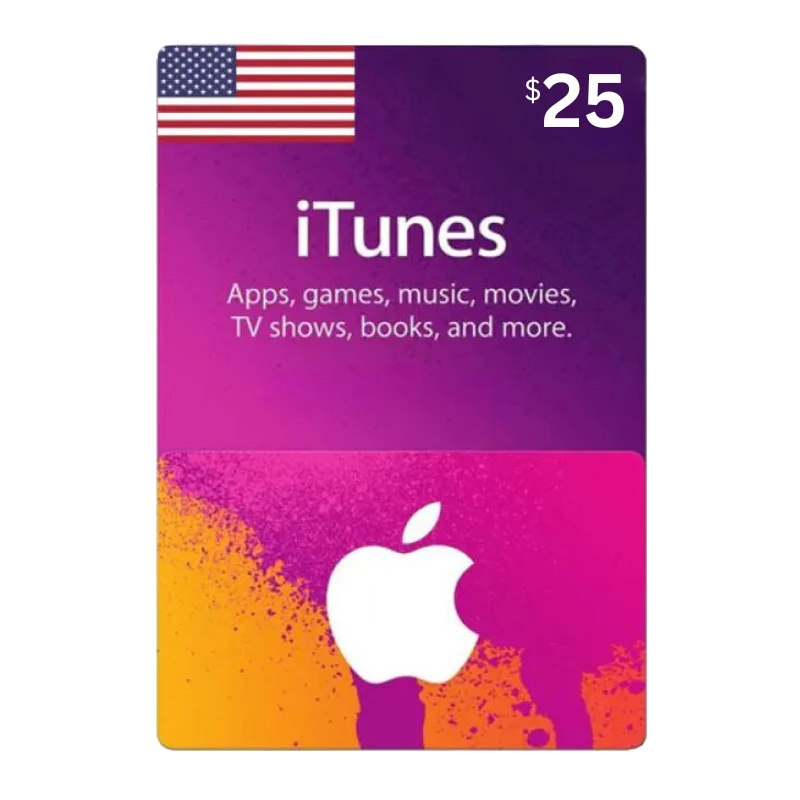 $25
iTunes
Apps, games, music, movies,
TV shows, books, and more.